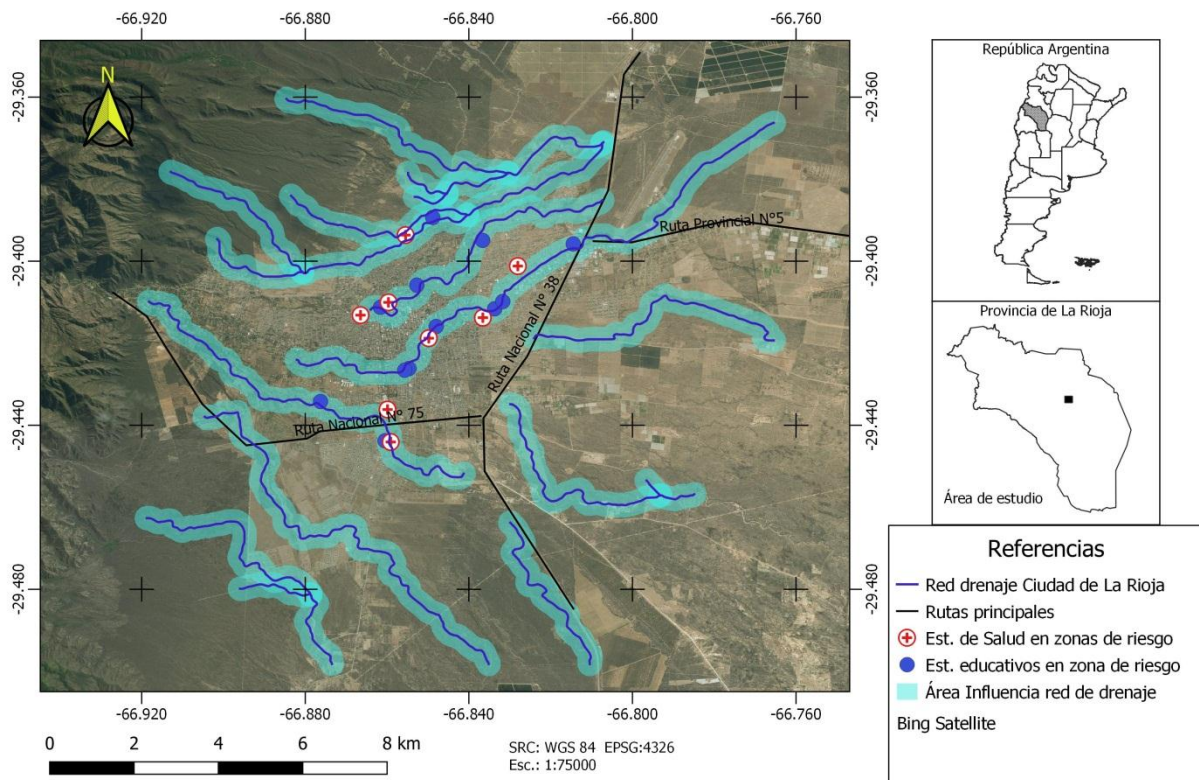 -66.920 -66.880 -66.840 -66.800 -66.760
-29.360 -29.360
-29.400 -29.400
-29.440 -29.440
-29.480 -29.480
N
Ruta Provincial N°5
Ruta Nacional N° 38
Ruta Nacional N° 75
-66.920 -66.880 -66.840 -66.800 -66.760
0 2 4 6 8 km
SRC: WGS 84 EPSG:4326
Esc.: 1:75000
República Argentina
Provincia de La Rioja
Área de estudio
Referencias
Red drenaje Ciudad de La Rioja
Rutas principales
Est. de Salud en zonas de riesgo
Est. educativos en zona de riesgo
Área Influencia red de drenaje
Bing Satellite